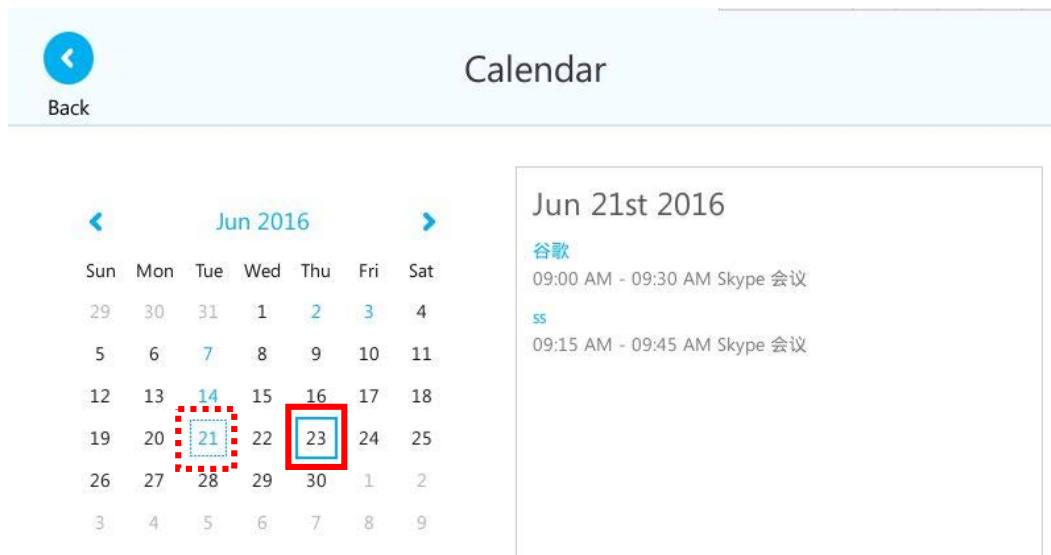 Calendar
Back
Jun 2016
Sun Mon Tue Wed Thu Fri Sat
29 30 31 1 2 3 4
5 6 7 8 9 10 11
12 13 14 15 16 17 18
19 20 21 22 23 24 25
26 27 28 29 30 1 2
3 4 5 6 7 8 9
Jun 21st 2016
谷歌
09:00 AM - 09:30 AM Skype 会议
ss
09:15 AM - 09:45 AM Skype 会议